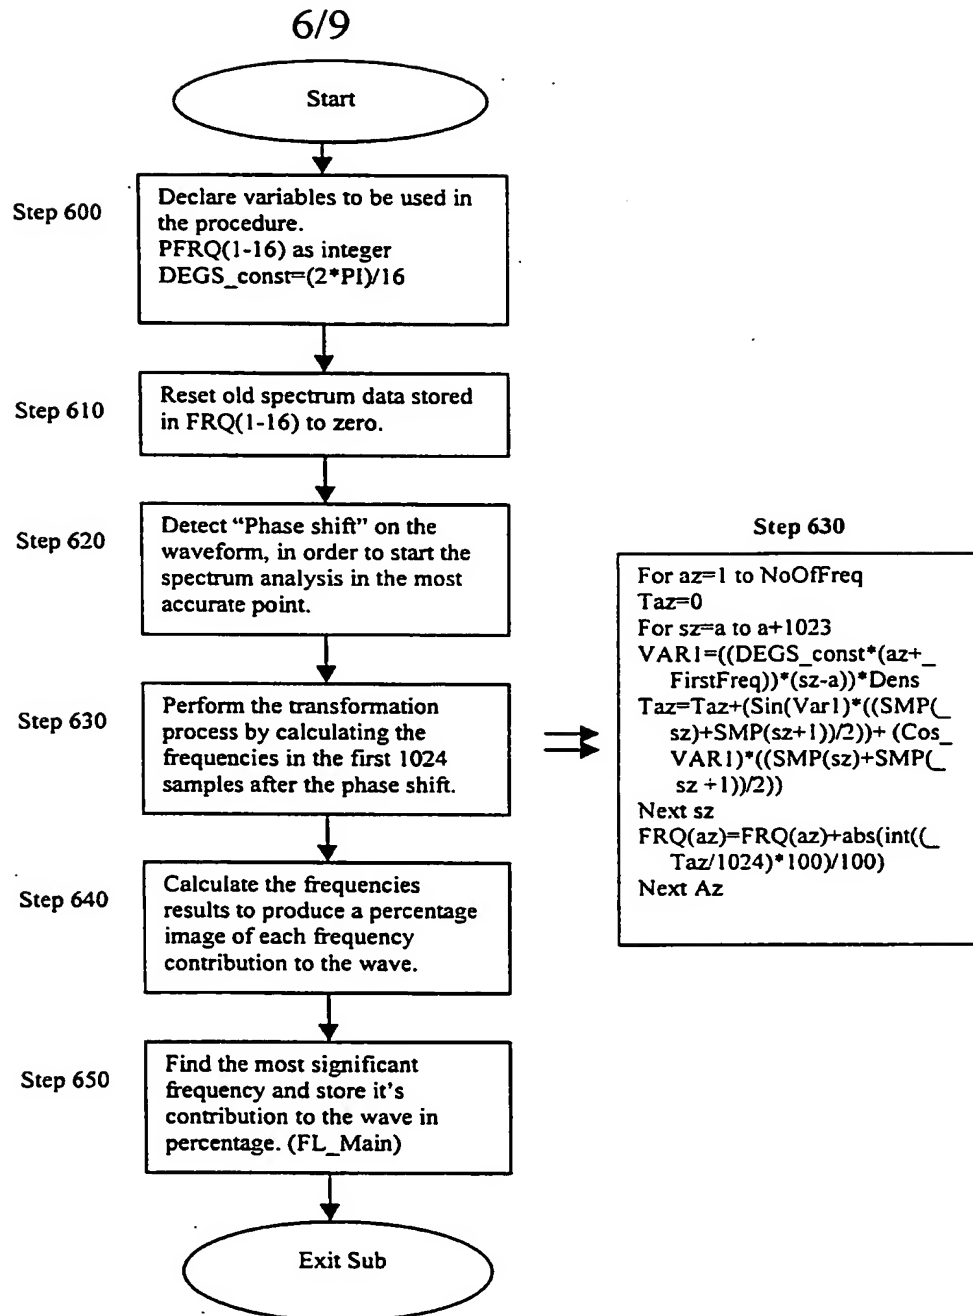 6/9
Start
Step 600
Declare variables to be used in
the procedure.
PFRQ(1-16) as integer
DEGS_const=(2*PI)/16
Step 610
Reset old spectrum data stored
in FRQ(1-16) to zero.
Step 620
Detect “Phase shift” on the
waveform, in order to start the
spectrum analysis in the most
accurate point.
Step 630
Perform the transformation
process by calculating the
frequencies in the first 1024
samples after the phase shift.
Step 630
For az=1 to NoOfFreq
Taz=0
For sz=a to a+1023
VAR1=((DEGS_const*(az+_
FirstFreq))*(sz-a))*Dens
Taz=Taz+(Sin(Var1)*((SMP(_
sz)+SMP(sz+1))/2))+ (Cos_
VAR1)*((SMP(sz)+SMP(_
sz +1))/2))
Next sz
FRQ(az)=FRQ(az)+abs(int((_
Taz/1024)*100)/100)
Next Az
Step 640
Calculate the frequencies
results to produce a percentage
image of each frequency
contribution to the wave.
Step 650
Find the most significant
frequency and store it's
contribution to the wave in
percentage. (FL_Main)
Exit Sub